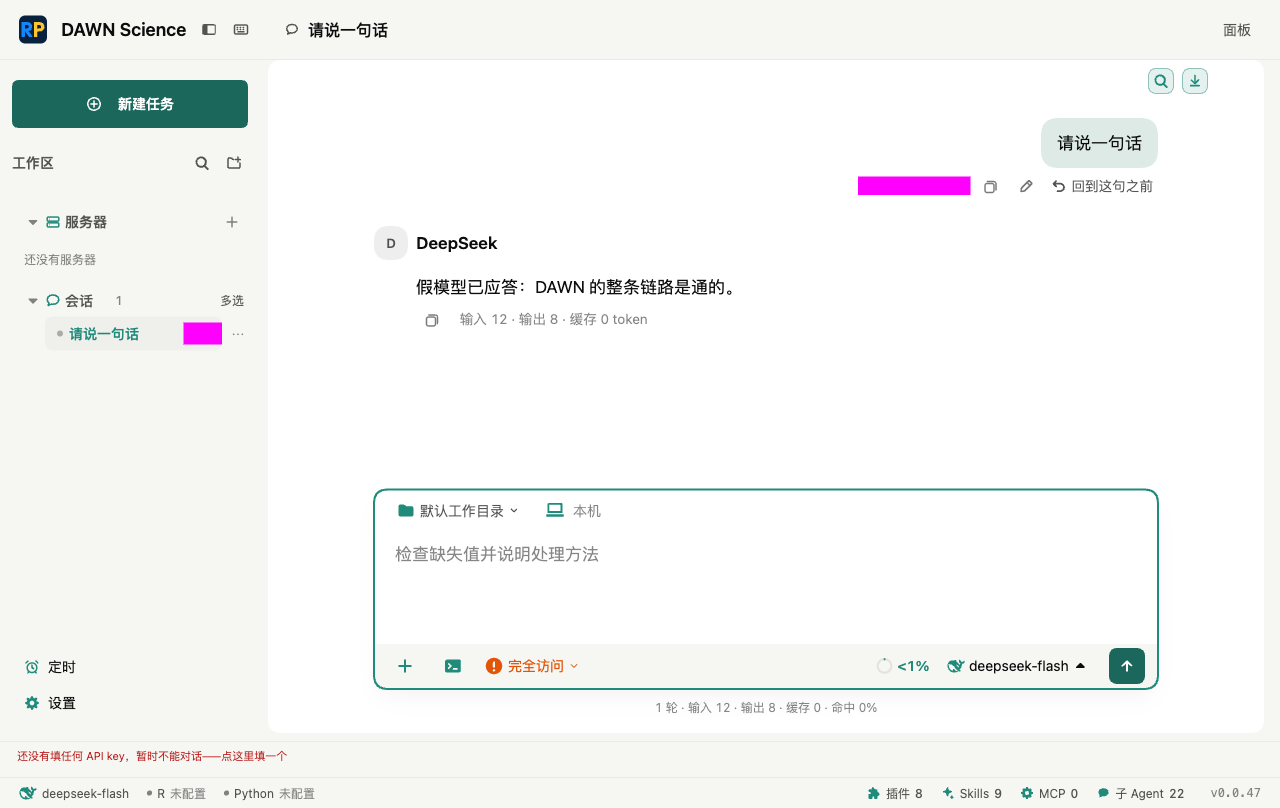 RP DAWN Science 请说一句话 面板
新建任务
工作区
服务器
还没有服务器
会话 1 多选
请说一句话 ···
定时
设置
请说一句话
回到这句之前
D DeepSeek
假模型已应答：DAWN 的整条链路是通的。
输入 12 · 输出 8 · 缓存 0 token
默认工作目录 本机
检查缺失值并说明处理方法
完全访问 <1% deepseek-flash
1 轮 · 输入 12 · 输出 8 · 缓存 0 · 命中 0%
还没有填任何 API key，暂时不能对话——点这里填一个
deepseek-flash R 未配置 Python 未配置 插件 8 Skills 9 MCP 0 子 Agent 22 v0.0.47